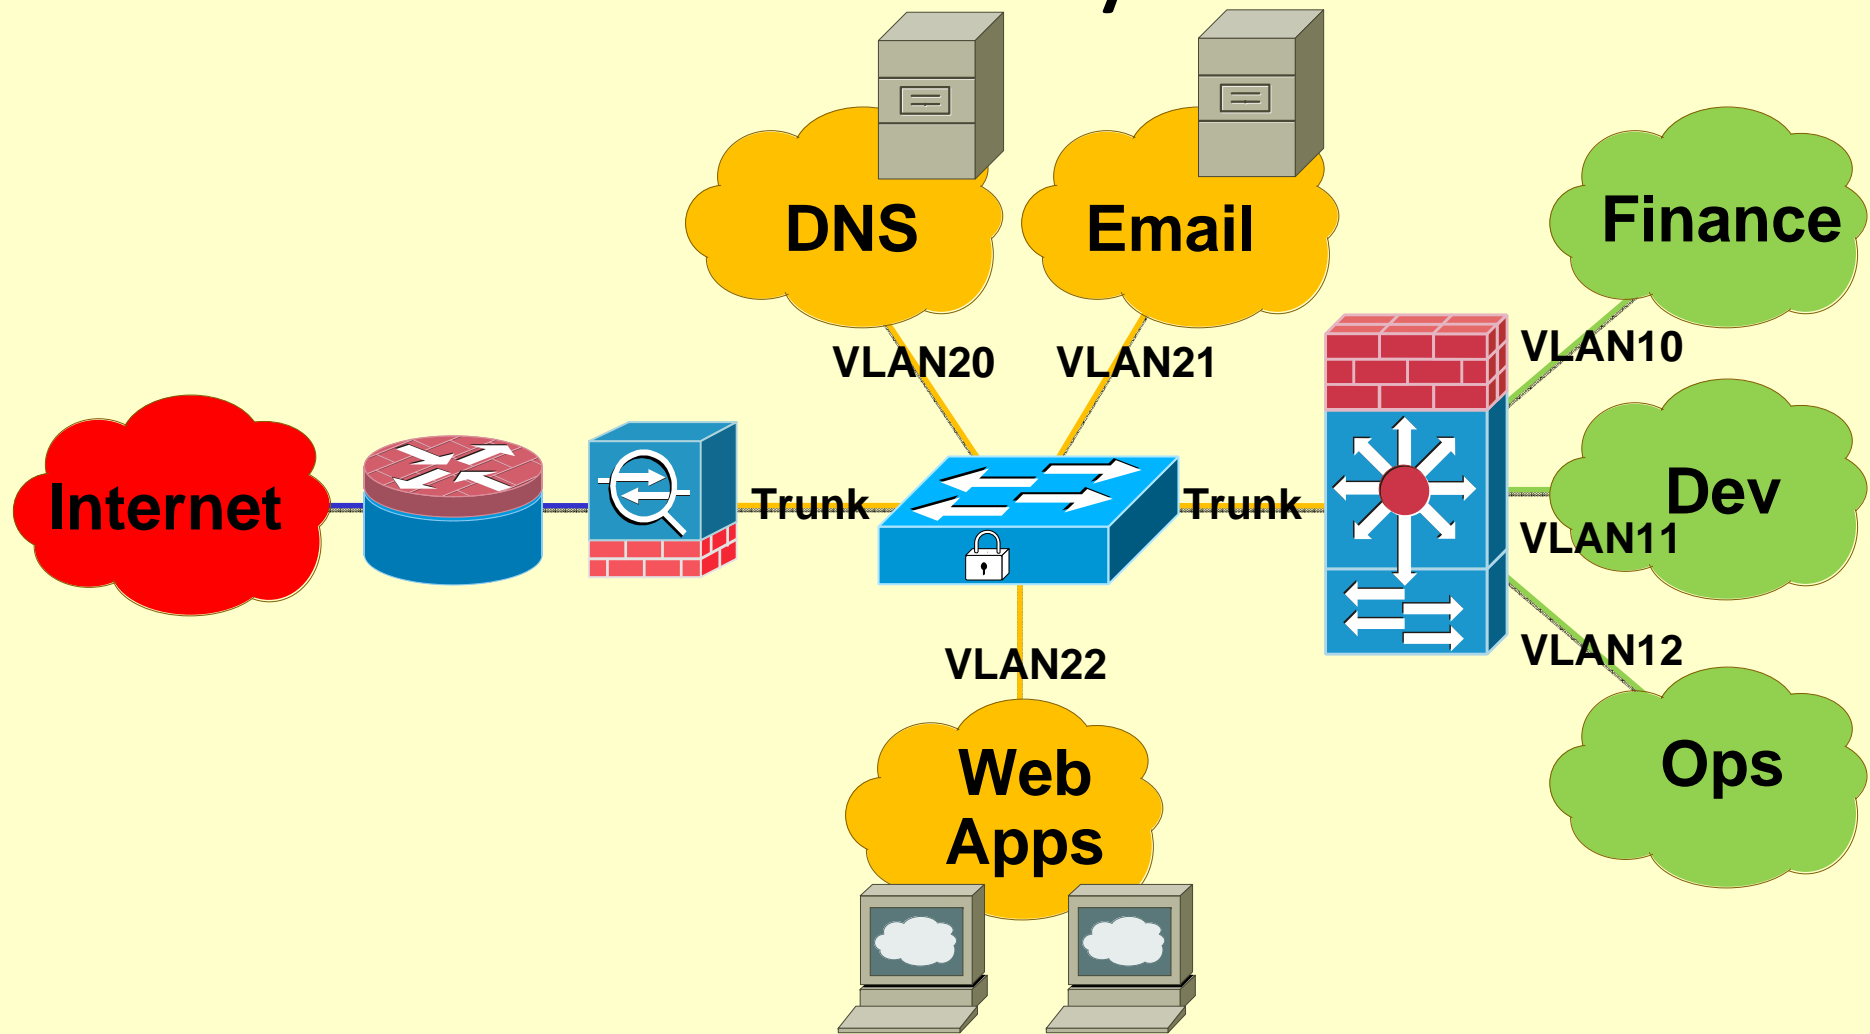 DNS
Email
Finance
VLAN20
VLAN21
VLAN10
Internet
Trunk
Trunk
Dev
VLAN11
VLAN22
VLAN12
Web
Apps
Ops